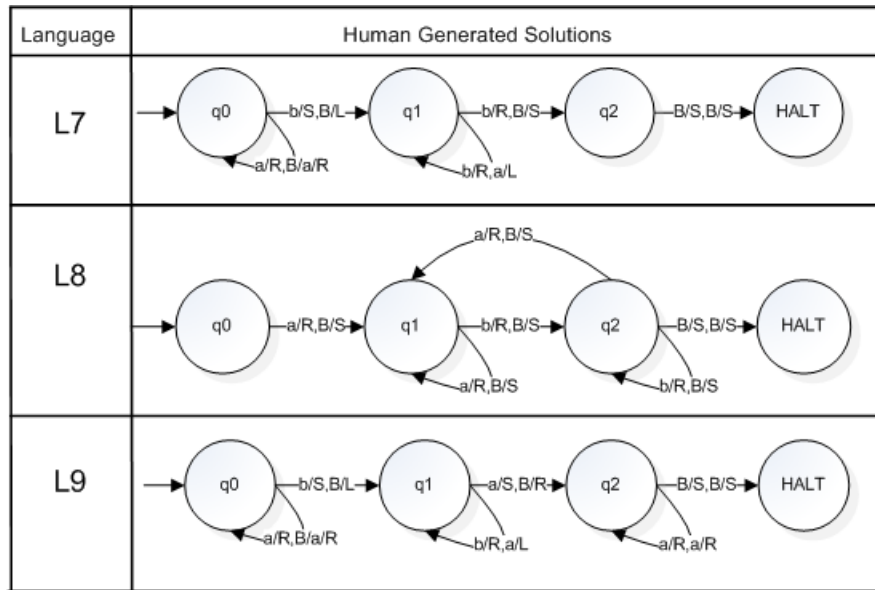 Language Human Generated Solutions
L7
q0 b/S,B/L q1 b/R,B/S q2 B/S,B/S HALT
a/R,B/a/R b/R,a/L
a/R,B/S
L8
q0 a/R,B/S q1 b/R,B/S q2 B/S,B/S HALT
a/R,B/S b/R,B/S
L9
q0 b/S,B/L q1 a/S,B/R q2 B/S,B/S HALT
a/R,B/a/R b/R,a/L a/R,a/R